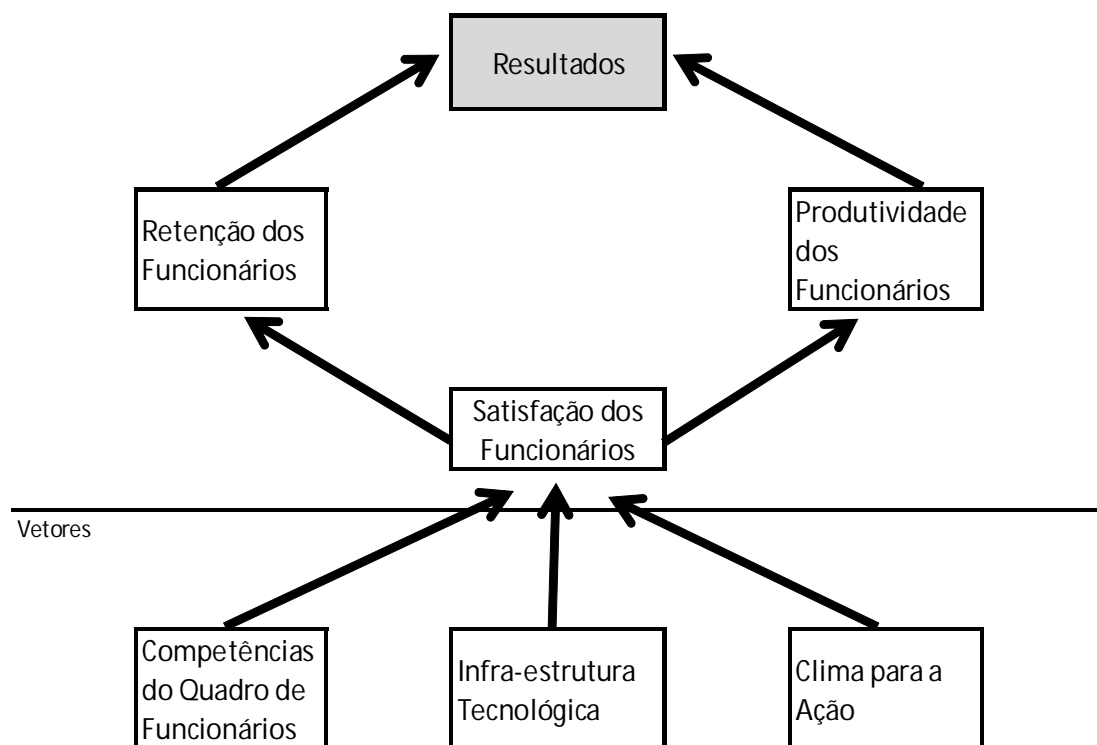 Resultados
Retenção dos
Funcionários
Produtividade
dos
Funcionários
Satisfação dos
Funcionários
Vetores
Competências
do Quadro de
Funcionários
Infra-estrutura
Tecnológica
Clima para a
Ação